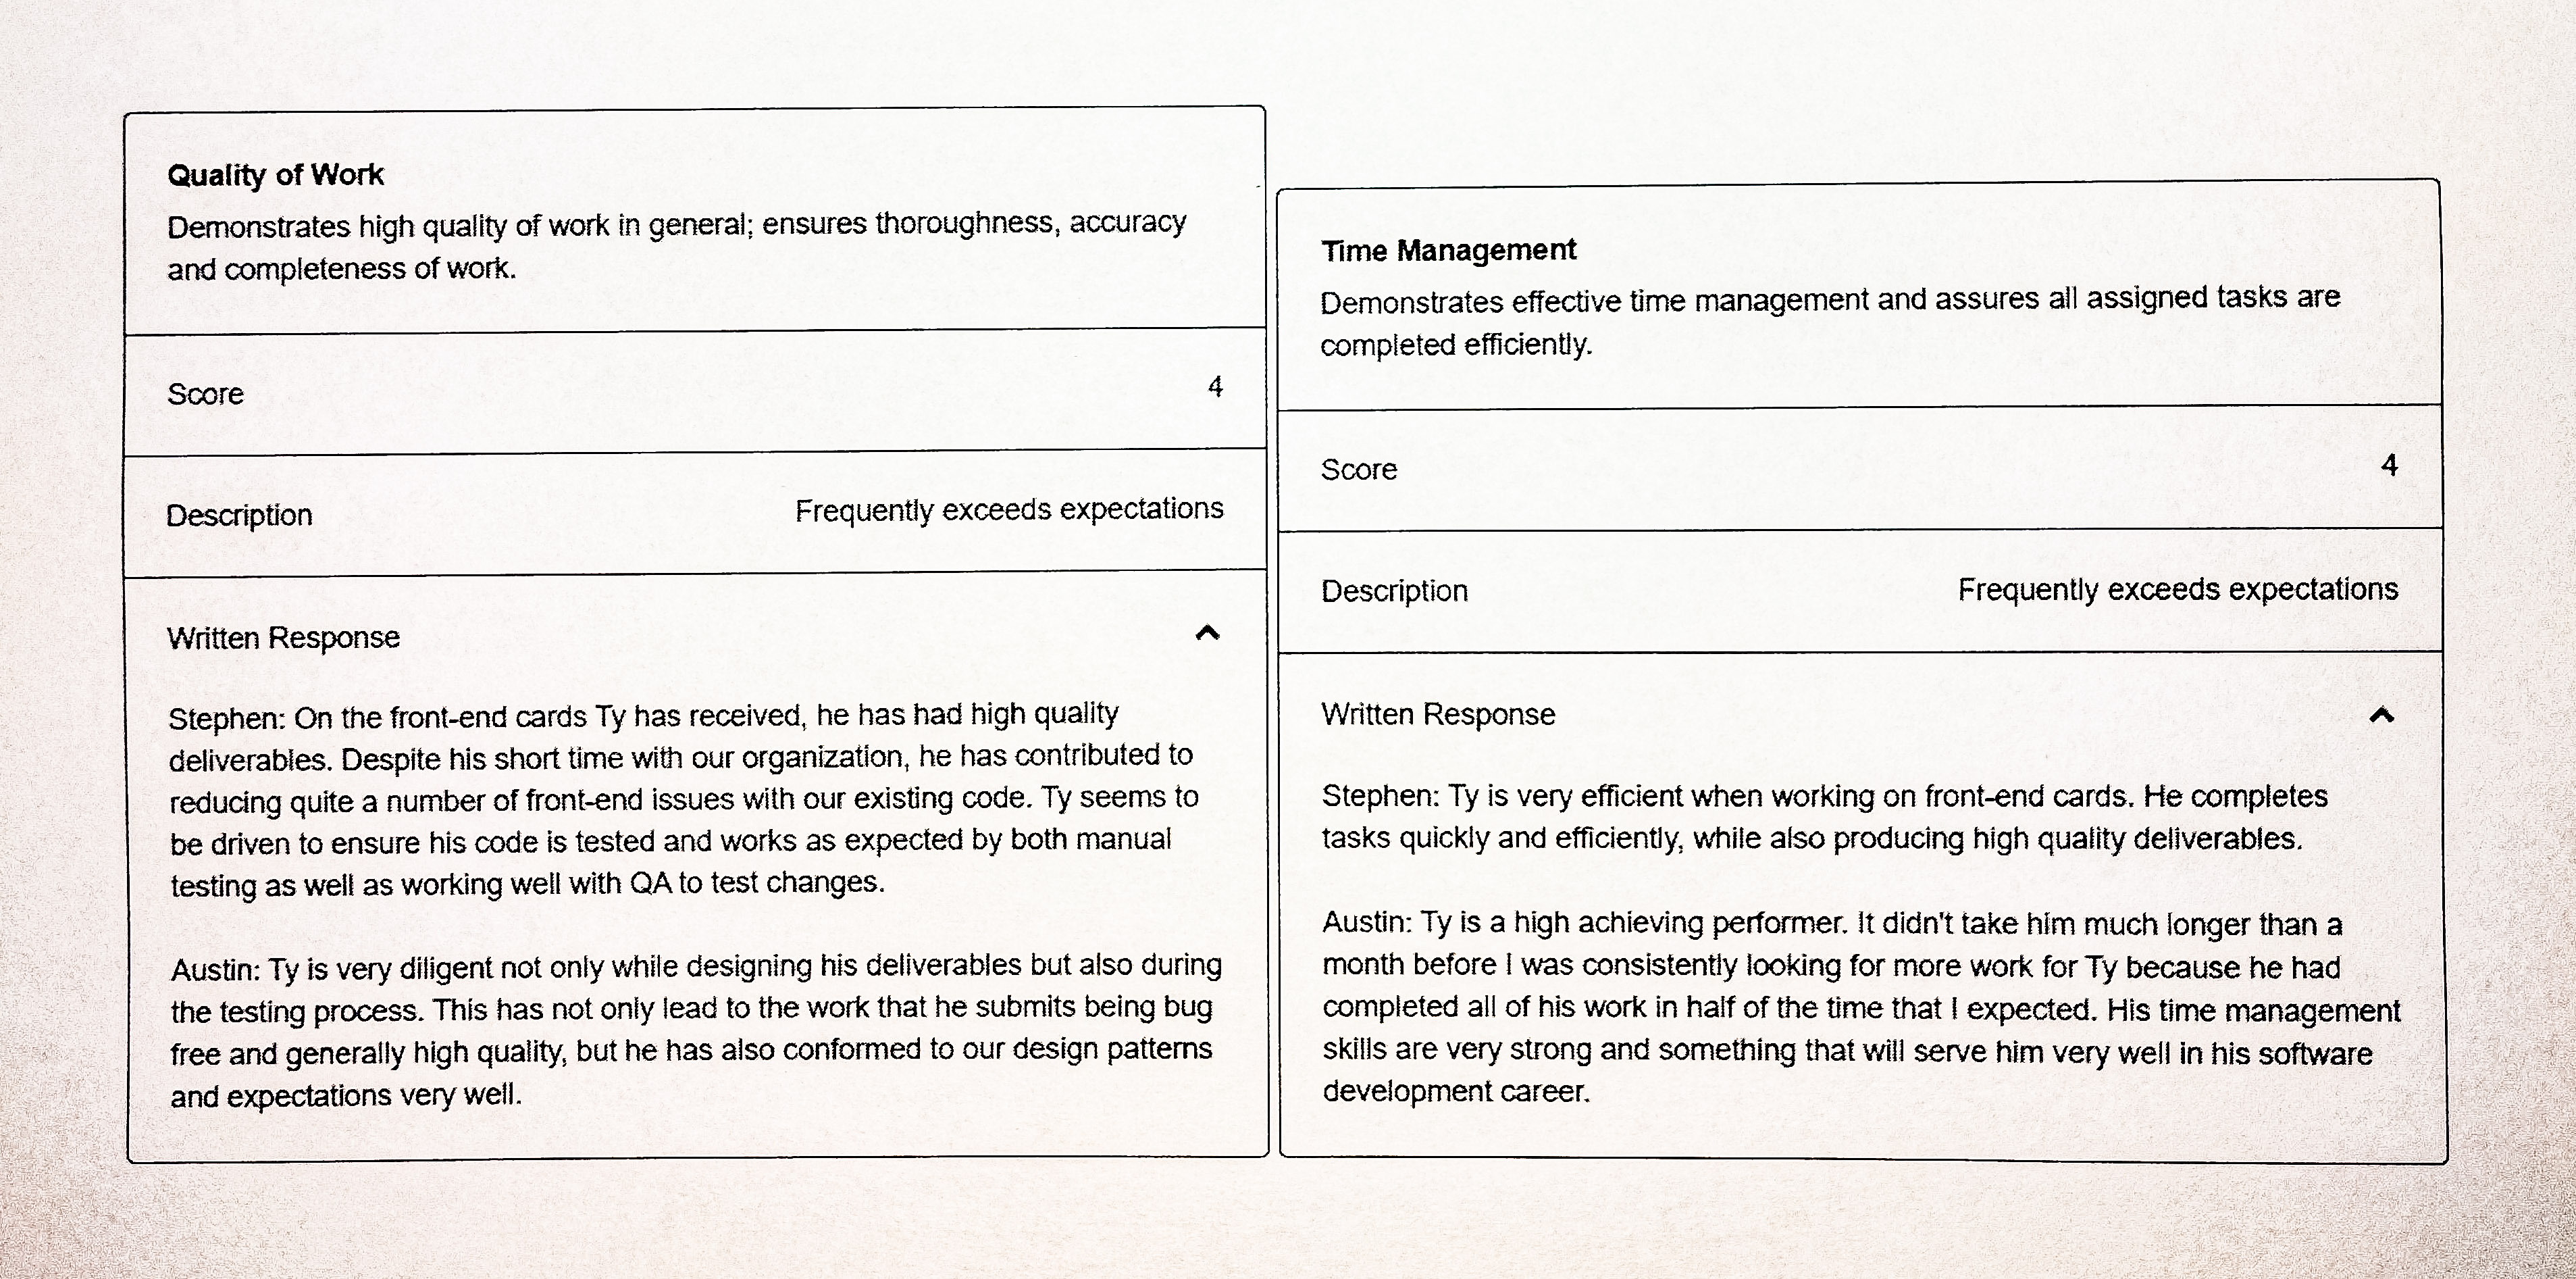 Quality of Work
Demonstrates high quality of work in general; ensures thoroughness, accuracy
and completeness of work.
Score
4
Description
Frequently exceeds expectations
Written Response
Stephen: On the front-end cards Ty has received, he has had high quality
deliverables. Despite his short time with our organization, he has contributed to
reducing quite a number of front-end issues with our existing code. Ty seems to
be driven to ensure his code is tested and works as expected by both manual
testing as well as working well with QA to test changes.
Austin: Ty is very diligent not only while designing his deliverables but also during
the testing process. This has not only lead to the work that he submits being bug
free and generally high quality, but he has also conformed to our design patterns
and expectations very well.
Time Management
Demonstrates effective time management and assures all assigned tasks are
completed efficiently.
Score
4
Description
Frequently exceeds expectations
Written Response
Stephen: Ty is very efficient when working on front-end cards. He completes
tasks quickly and efficiently, while also producing high quality deliverables.
Austin: Ty is a high achieving performer. It didn't take him much longer than a
month before I was consistently looking for more work for Ty because he had
completed all of his work in half of the time that I expected. His time management
skills are very strong and something that will serve him very well in his software
development career.